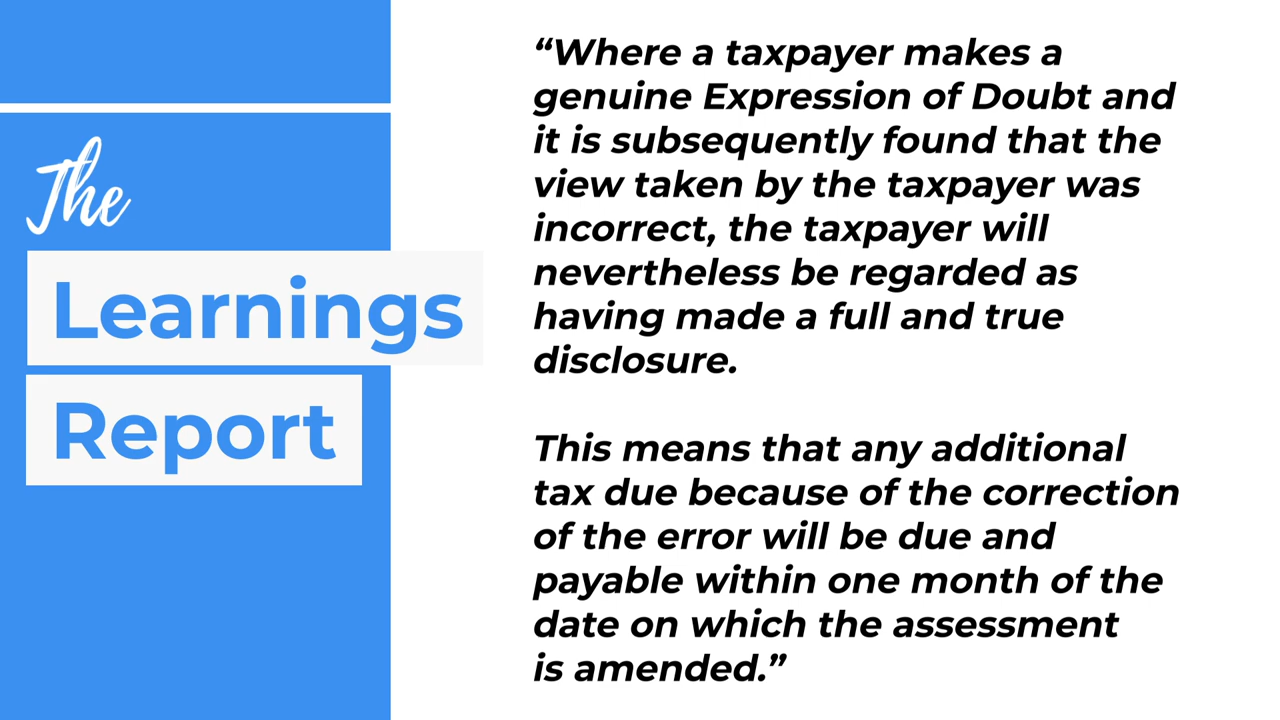 The
Learnings
Report
“Where a taxpayer makes a
genuine Expression of Doubt and
it is subsequently found that the
view taken by the taxpayer was
incorrect, the taxpayer will
nevertheless be regarded as
having made a full and true
disclosure.
This means that any additional
tax due because of the correction
of the error will be due and
payable within one month of the
date on which the assessment
is amended.”